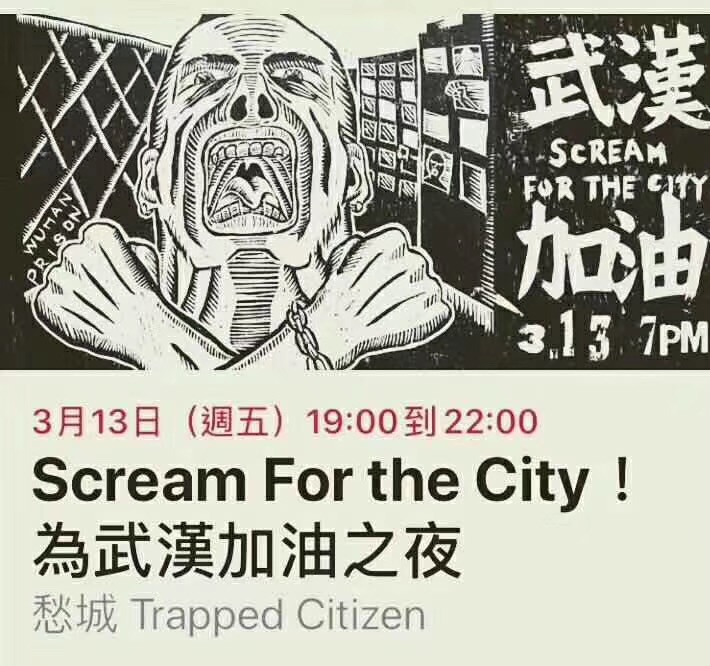 武漢
SCREAM
FOR THE CITY
加油
3.13 7PM
WUHAN
PRISON
3月13日（週五）19:00到22:00
Scream For the City！
為武漢加油之夜
愁城 Trapped Citizen